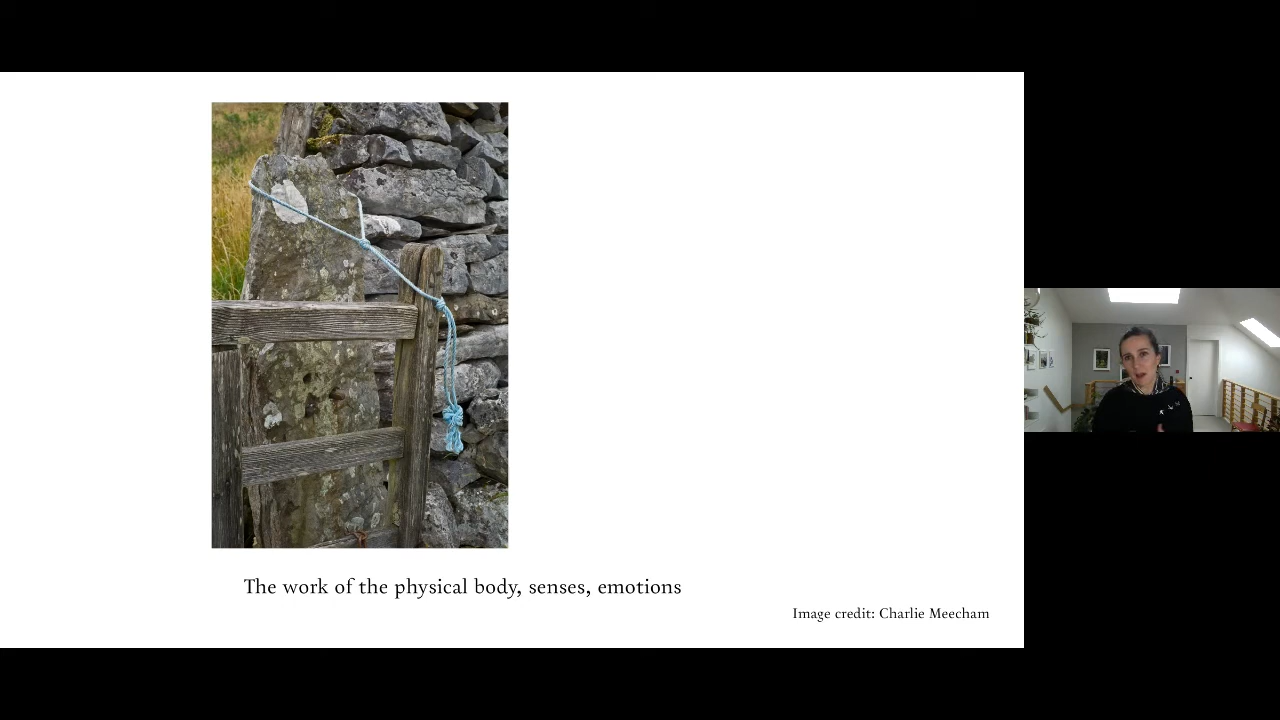 The work of the physical body, senses, emotions
Image credit: Charlie Meecham